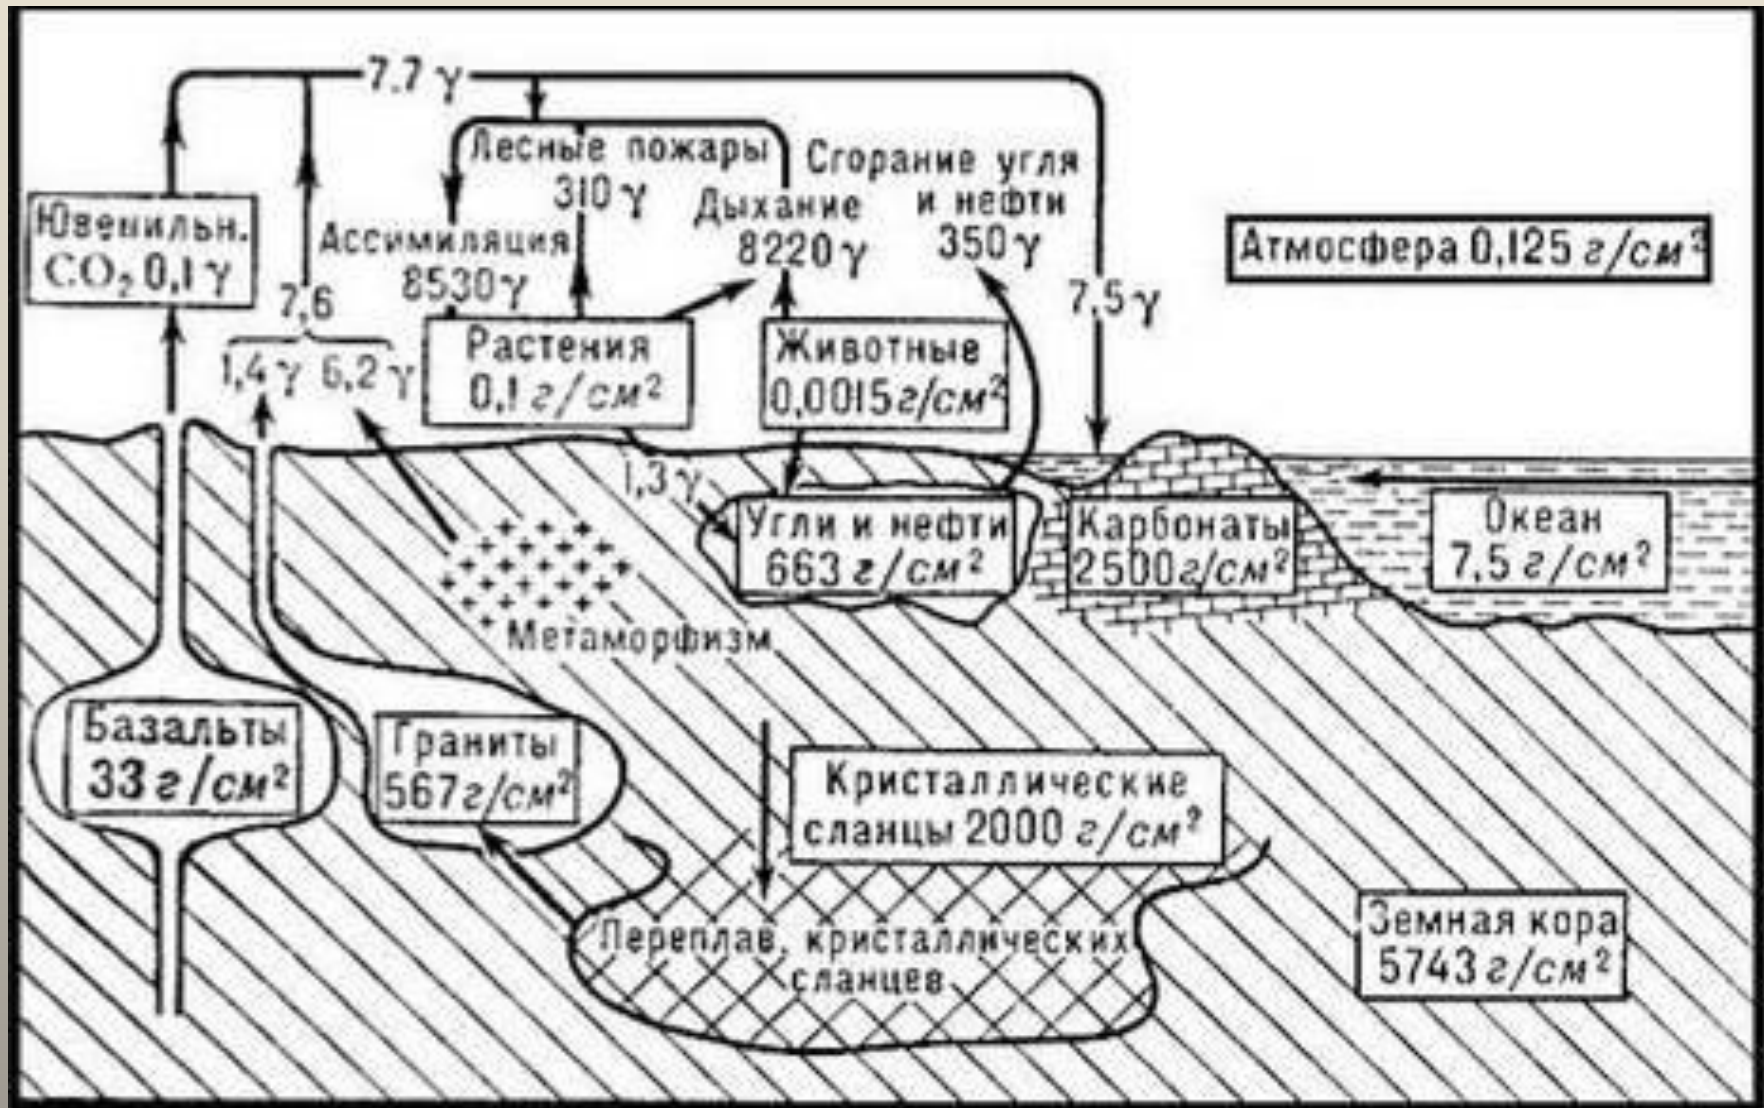 7.7 γ
Лесные пожары
310 γ
Сгорание угля
и нефти
350 γ
Дыхание
8220 γ
Ювенильн.
CO₂ 0,1 γ
Ассимиляция
8530 γ
Атмосфера 0,125 г/см²
7,6
1,4 γ 6,2 γ
7,5 γ
Растения
0,1 г/см²
Животные
0,0015 г/см²
1,3 γ
Угли и нефти
663 г/см²
Карбонаты
2500 г/см²
Океан
7,5 г/см²
Метаморфизм
Базальты
33 г/см²
Граниты
567 г/см²
Кристаллические
сланцы 2000 г/см²
Переплав. кристаллических
сланцев
Земная кора
5743 г/см²